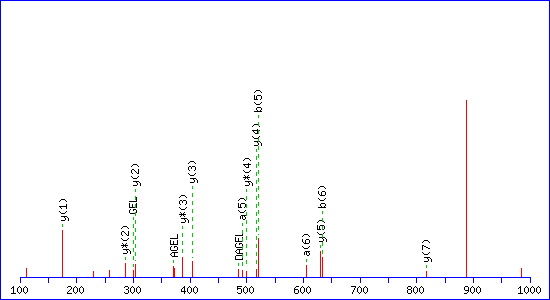 y(1)
y*(2)
GEL
y(2)
AGEL
y*(3)
y(3)
DAGEL
a(5)
y*(4)
y(4)
b(5)
a(6)
y(5)
b(6)
y(7)
100 200 300 400 500 600 700 800 900 1000